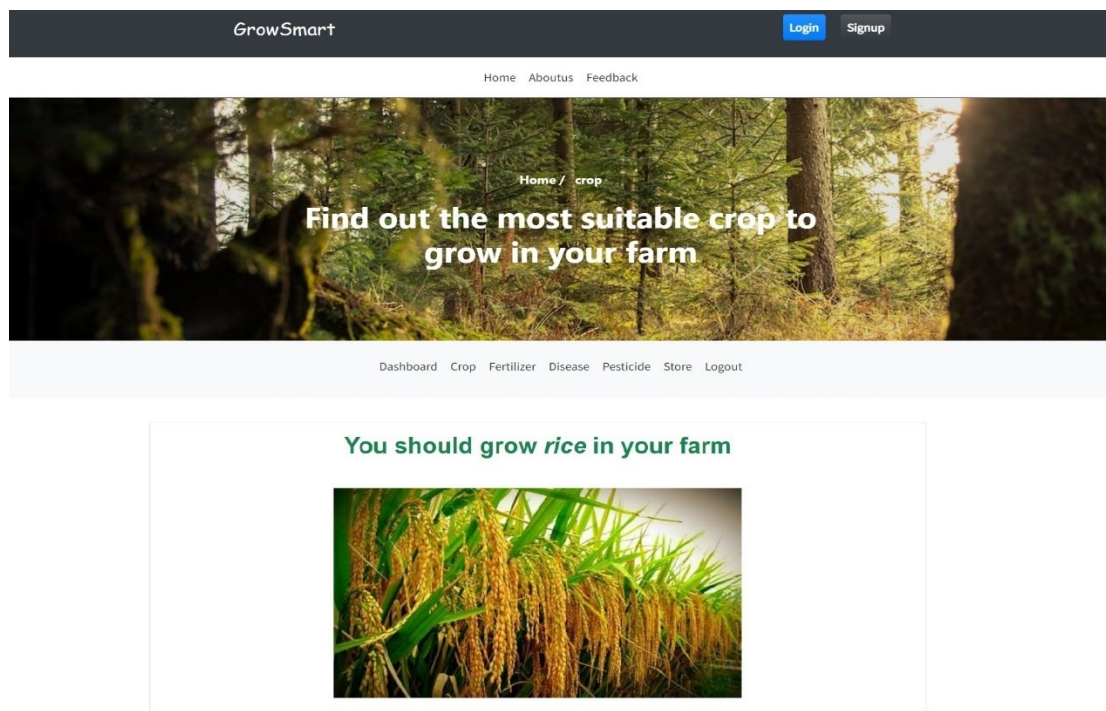 GrowSmart
Login Signup
Home Aboutus Feedback
Home / crop
Find out the most suitable crop to
grow in your farm
Dashboard Crop Fertilizer Disease Pesticide Store Logout
You should grow rice in your farm